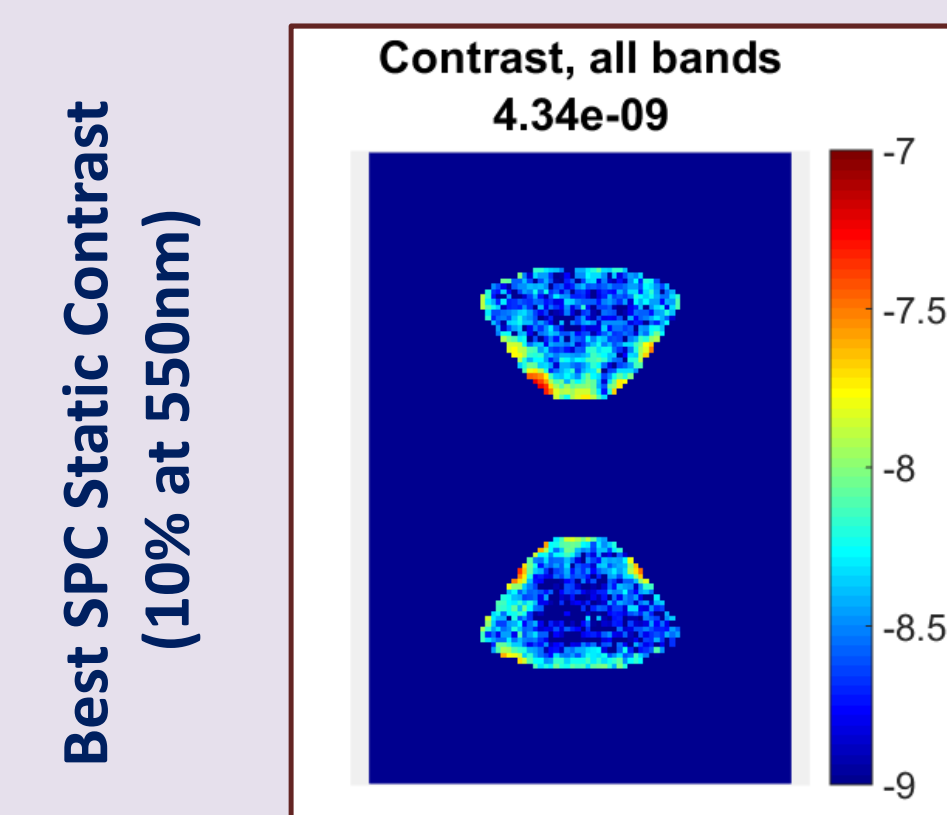 Best SPC Static Contrast
(10% at 550nm)
Contrast, all bands
4.34e-09
-7
-7.5
-8
-8.5
-9